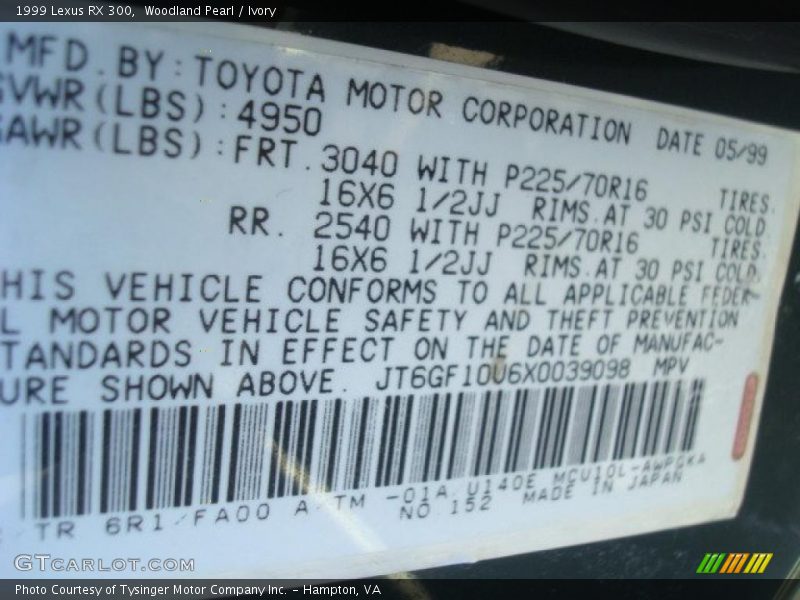 1999 Lexus RX 300, Woodland Pearl / Ivory
MFD. BY: TOYOTA MOTOR CORPORATION DATE 05/99
GVWR(LBS): 4950
GAWR(LBS): FRT. 3040 WITH P225/70R16 TIRES.
16X6 1/2JJ RIMS. AT 30 PSI COLD.
RR. 2540 WITH P225/70R16 TIRES.
16X6 1/2JJ RIMS. AT 30 PSI COLD.
HIS VEHICLE CONFORMS TO ALL APPLICABLE FEDER-
L MOTOR VEHICLE SAFETY AND THEFT PREVENTION
TANDARDS IN EFFECT ON THE DATE OF MANUFAC-
URE SHOWN ABOVE. JT6GF10U6X0039098 MPV
TR 6R1/FA00 A/TM -01A/U140E MCU10L-AWPGKA
NO.152 MADE IN JAPAN
GTCARLOT.COM
Photo Courtesy of Tysinger Motor Company Inc. - Hampton, VA